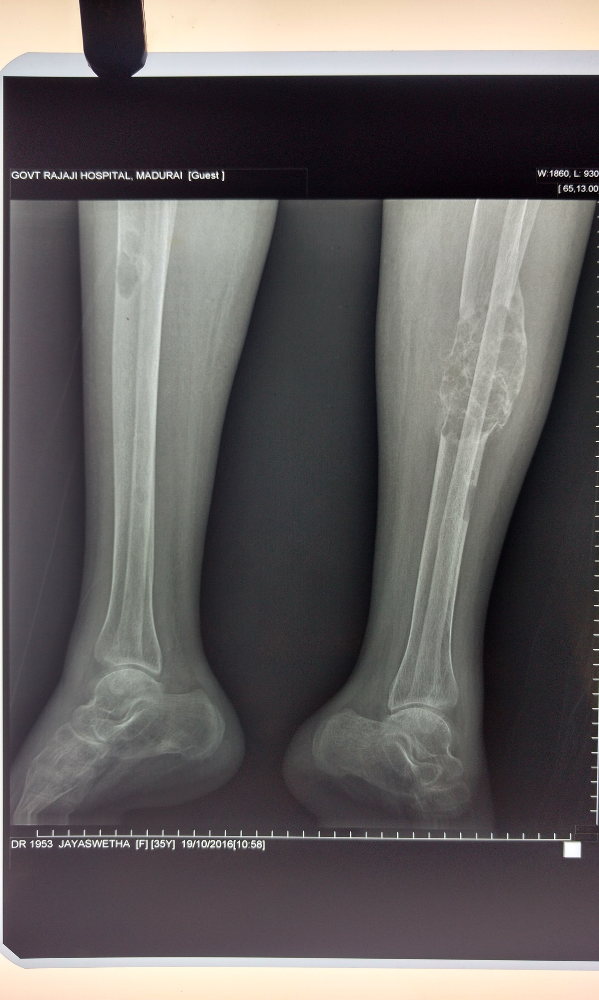 GOVT RAJAJI HOSPITAL, MADURAI [Guest ]
W:1860, L: 930
[ 65,13.00]
DR 1953 JAYASWETHA [F] [35Y] 19/10/2016[10:58]